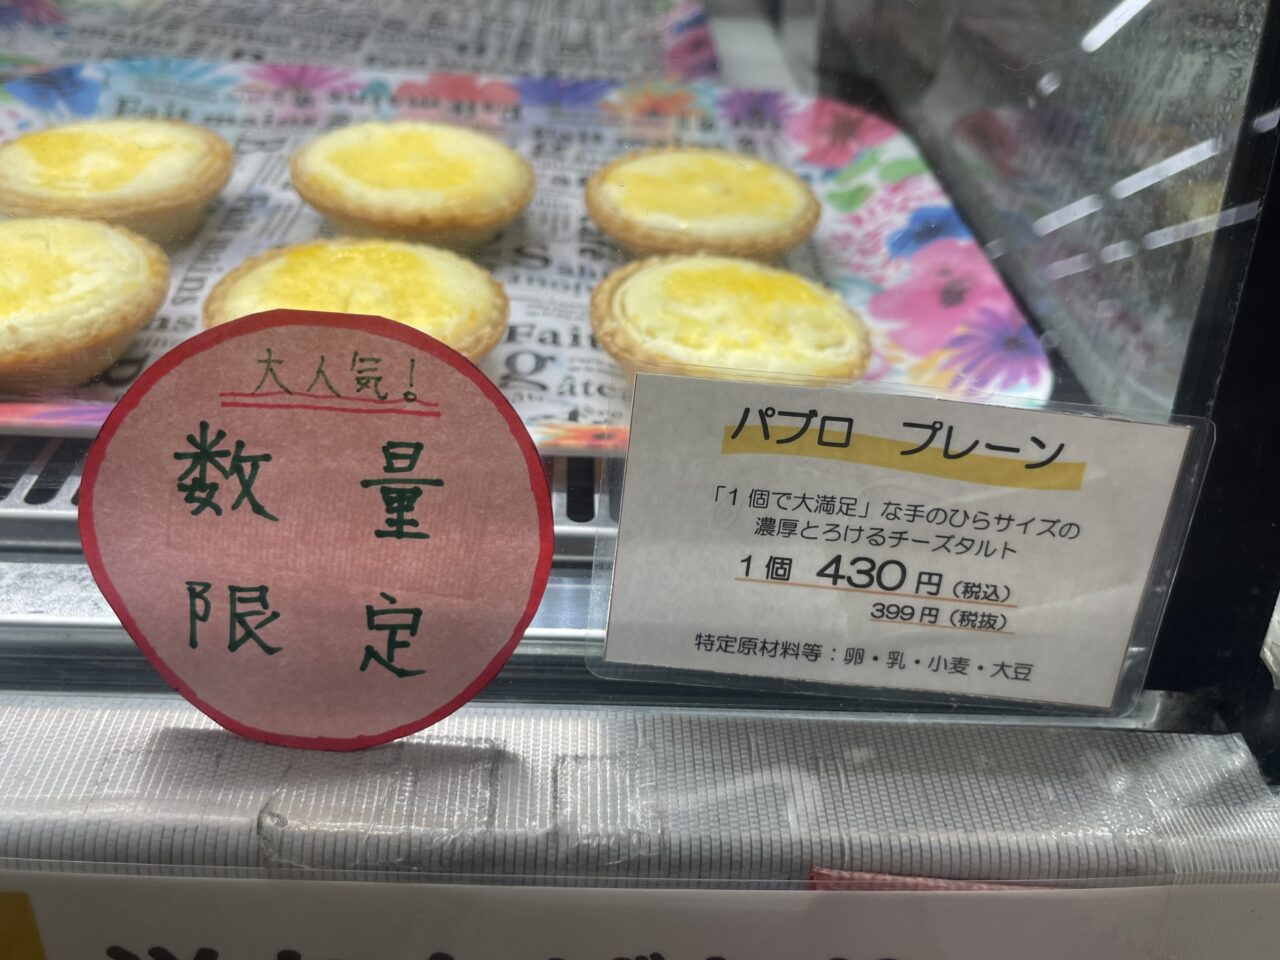 大人気!
数量
限定
パブロ プレーン
「1個で大満足」な手のひらサイズの
濃厚とろけるチーズタルト
1個 430円(税込)
399円(税抜)
特定原材料等:卵・乳・小麦・大豆
Fait